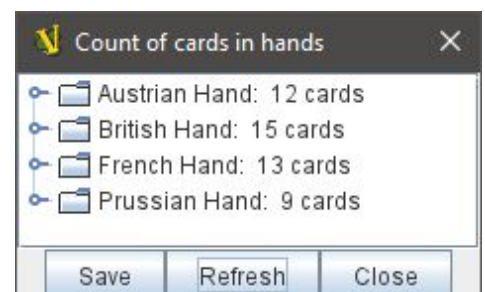 Count of cards in hands
Austrian Hand: 12 cards
British Hand: 15 cards
French Hand: 13 cards
Prussian Hand: 9 cards
Save Refresh Close